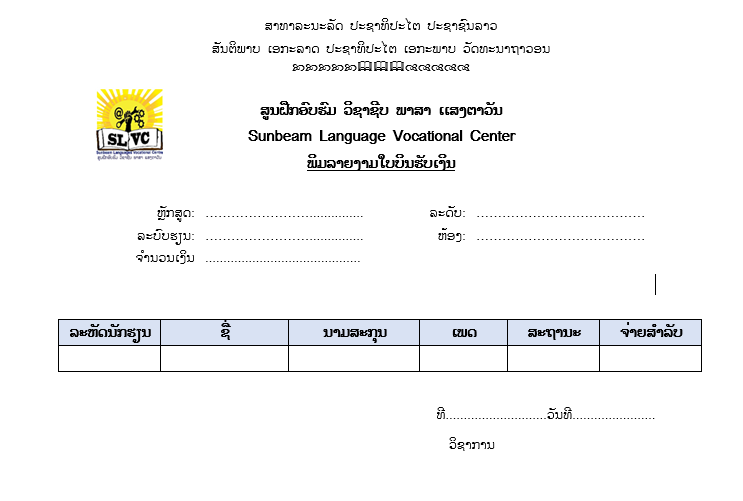 ສາທາລະນະລັດ ປະຊາທິປະໄຕ ປະຊາຊົນລາວ
ສັນຕິພາບ ເອກະລາດ ປະຊາທິປະໄຕ ເອກະພາບ ວັດທະນາຖາວອນ
SLVC
Sunbeam Language Vocational Centre
ສູນຝຶກອົບຮົມ ວິຊາຊີບ ພາສາ ແສງຕາວັນ
ສູນຝຶກອົບຮົມ ວິຊາຊີບ ພາສາ ແສງຕາວັນ
Sunbeam Language Vocational Center
ພິມລາຍງາມໃບບິນຮັບເງິນ
ຫຼັກສູດ: ....................................... ລະດັບ: .......................................
ລະບົບຮຽນ: ....................................... ຫ້ອງ: .......................................
ຈຳນວນເງິນ ...........................................
ລະຫັດນັກຮຽນ ຊື່ ນາມສະກຸນ ເພດ ສະຖານະ ຈ່າຍສຳລັບ
ທີ່............................ວັນທີ.......................
ວິຊາການ